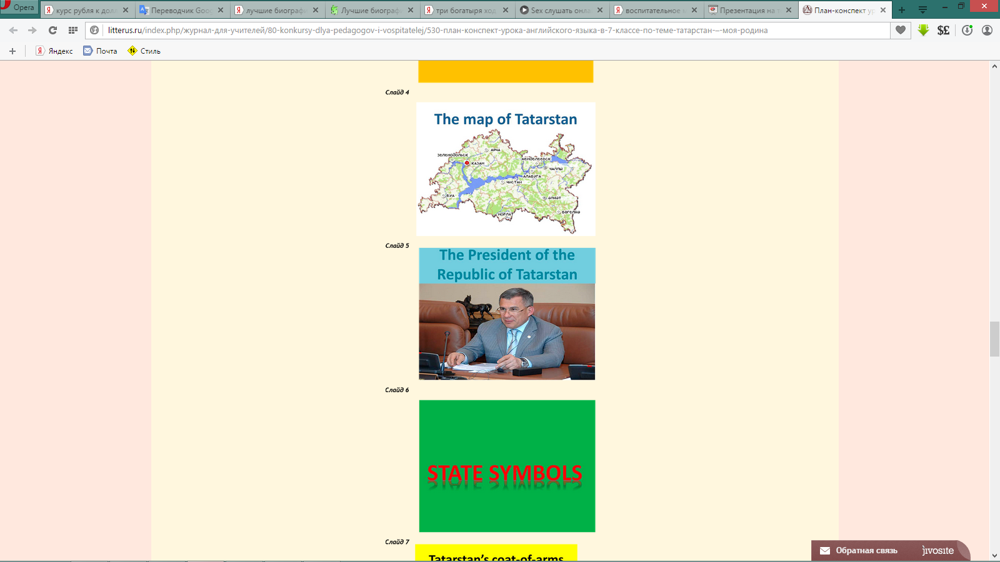 Opera
курс рубля к долл
Переводчик Goog
лучшие биографи
Лучшие биограф
три богатыря ход
Sex слушать онла
воспитательное м
Презентация на т
План-конспект ур
litterus.ru/index.php/журнал-для-учителей/80-konkursy-dlya-pedagogov-i-vospitatelej/530-план-конспект-урока-английского-языка-в-7-классе-по-теме-татарстан-–-моя-родина
$£
Яндекс
Почта
Стиль
Слайд 4
The map of Tatarstan
АРЧА
ЗЕЛЕНОДОЛЬСК
МЕНДЕЛЕЕВСК
КАЗАН
ЧАЛЛЫ
АЛАБУГА
ЧИСТАН
БУА
ӘЛМӘТ
БӨГЕЛМӘ
НОРЛАТ
Слайд 5
The President of the
Republic of Tatarstan
Слайд 6
STATE SYMBOLS
Слайд 7
Tatarstan's coat-of-arms
Обратная связь
jivosite